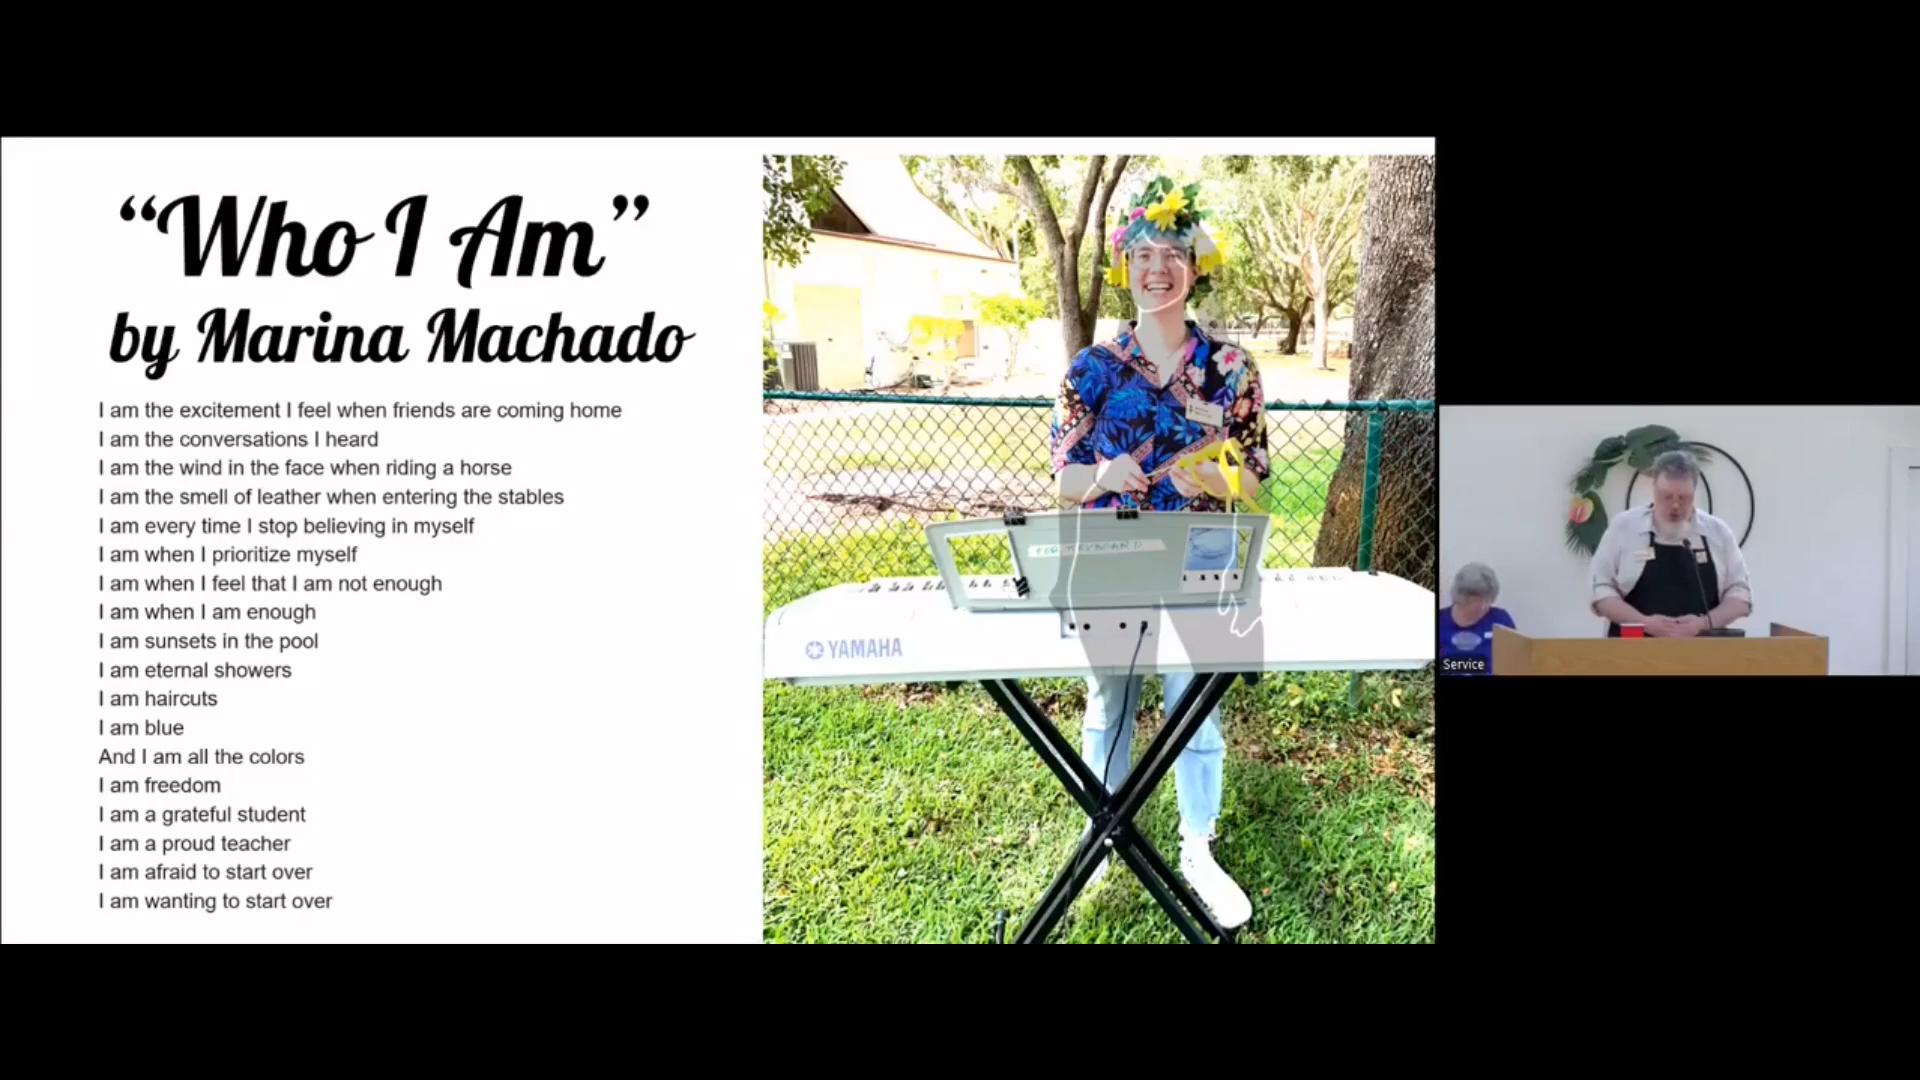 “Who I Am”
by Marina Machado
I am the excitement I feel when friends are coming home
I am the conversations I heard
I am the wind in the face when riding a horse
I am the smell of leather when entering the stables
I am every time I stop believing in myself
I am when I prioritize myself
I am when I feel that I am not enough
I am when I am enough
I am sunsets in the pool
I am eternal showers
I am haircuts
I am blue
And I am all the colors
I am freedom
I am a grateful student
I am a proud teacher
I am afraid to start over
I am wanting to start over
FOR KEYBOARD
YAMAHA
Service